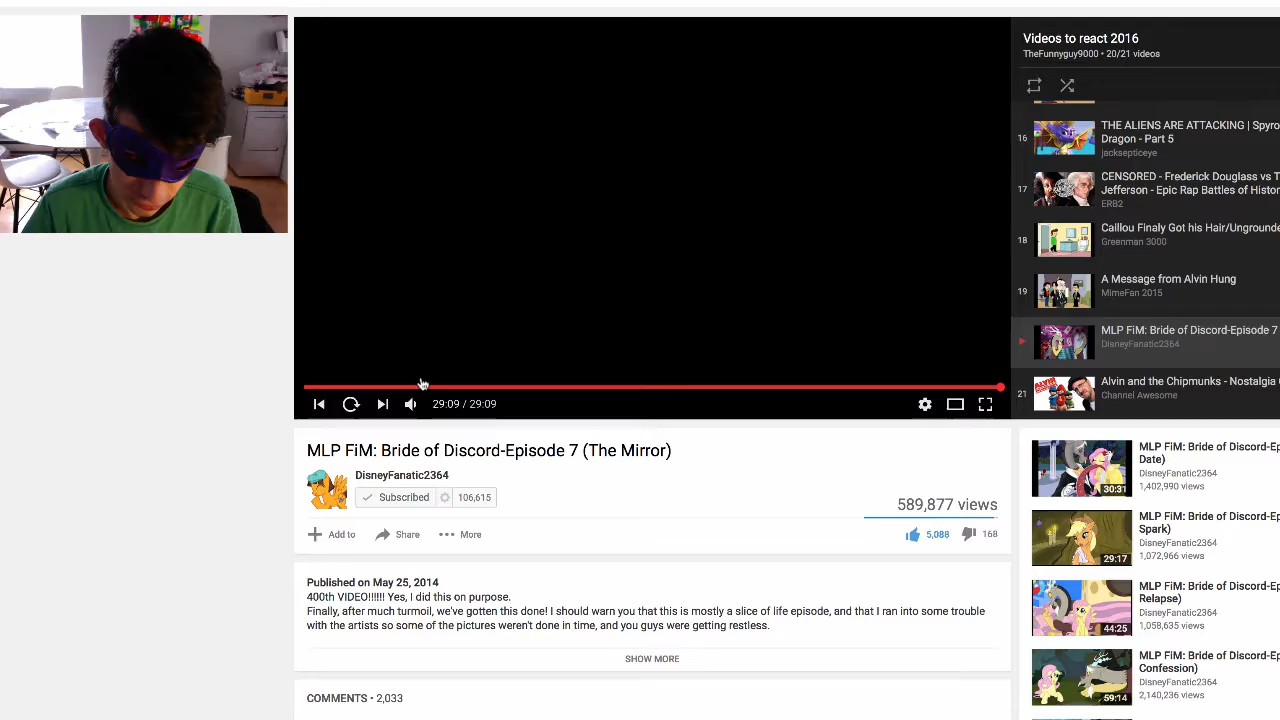 Videos to react 2016
TheFunnyguy9000 • 20/21 videos
16
THE ALIENS ARE ATTACKING | Spyro
Dragon - Part 5
jacksepticeye
17
CENSORED - Frederick Douglass vs T
Jefferson - Epic Rap Battles of Histor
ERB2
18
Caillou Finaly Got his Hair/Ungrounde
Greenman 3000
19
A Message from Alvin Hung
MimeFan 2015
MLP FiM: Bride of Discord-Episode 7
DisneyFanatic2364
21
Alvin and the Chipmunks - Nostalgia
Channel Awesome
29:09 / 29:09
MLP FiM: Bride of Discord-Episode 7 (The Mirror)
DisneyFanatic2364
Subscribed 106,615
589,877 views
Add to Share More
5,088 168
Published on May 25, 2014
400th VIDEO!!!!!! Yes, I did this on purpose.
Finally, after much turmoil, we've gotten this done! I should warn you that this is mostly a slice of life episode, and that I ran into some trouble
with the artists so some of the pictures weren't done in time, and you guys were getting restless.
SHOW MORE
COMMENTS • 2,033
MLP FiM: Bride of Discord-Ep
Date)
DisneyFanatic2364
1,402,990 views
30:31
MLP FiM: Bride of Discord-Ep
Spark)
DisneyFanatic2364
1,072,966 views
29:17
MLP FiM: Bride of Discord-Ep
Relapse)
DisneyFanatic2364
1,058,635 views
44:25
MLP FiM: Bride of Discord-Ep
Confession)
DisneyFanatic2364
2,140,236 views
59:14